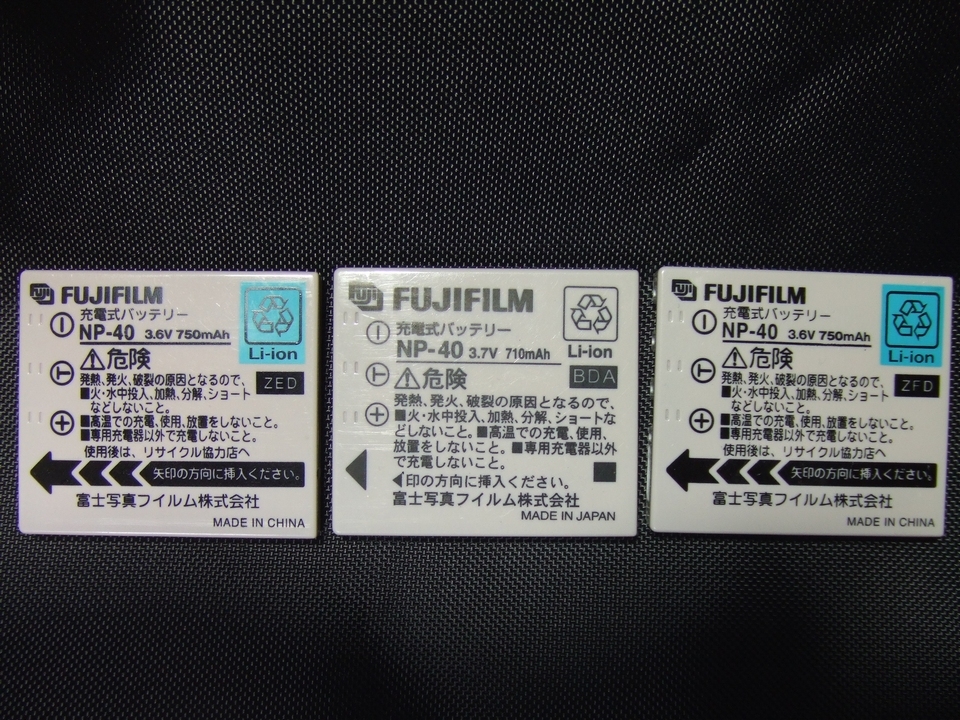 Fuji FUJIFILM
充電式バッテリー
NP-40 3.6V 750mAh
Li-ion
⚠危険
ZED
発熱、発火、破裂の原因となるので、
■火・水中投入、加熱、分解、ショート
などしないこと。
■高温での充電、使用、放置をしないこと。
■専用充電器以外で充電しないこと。
使用後は、リサイクル協力店へ
矢印の方向に挿入ください。
富士写真フイルム株式会社
MADE IN CHINA
Fuji FUJIFILM
充電式バッテリー
NP-40 3.7V 710mAh
Li-ion
⚠危険
BDA
発熱、発火、破裂の原因となるので、
■火・水中投入、加熱、分解、ショートな
どしないこと。■高温での充電、使用、
放置をしないこと。■専用充電器以外
で充電しないこと。
◀印の方向に挿入ください。
富士写真フイルム株式会社
MADE IN JAPAN
Fuji FUJIFILM
充電式バッテリー
NP-40 3.6V 750mAh
Li-ion
⚠危険
ZFD
発熱、発火、破裂の原因となるので、
■火・水中投入、加熱、分解、ショート
などしないこと。
■高温での充電、使用、放置をしないこと。
■専用充電器以外で充電しないこと。
使用後は、リサイクル協力店へ
矢印の方向に挿入ください。
富士写真フイルム株式会社
MADE IN CHINA